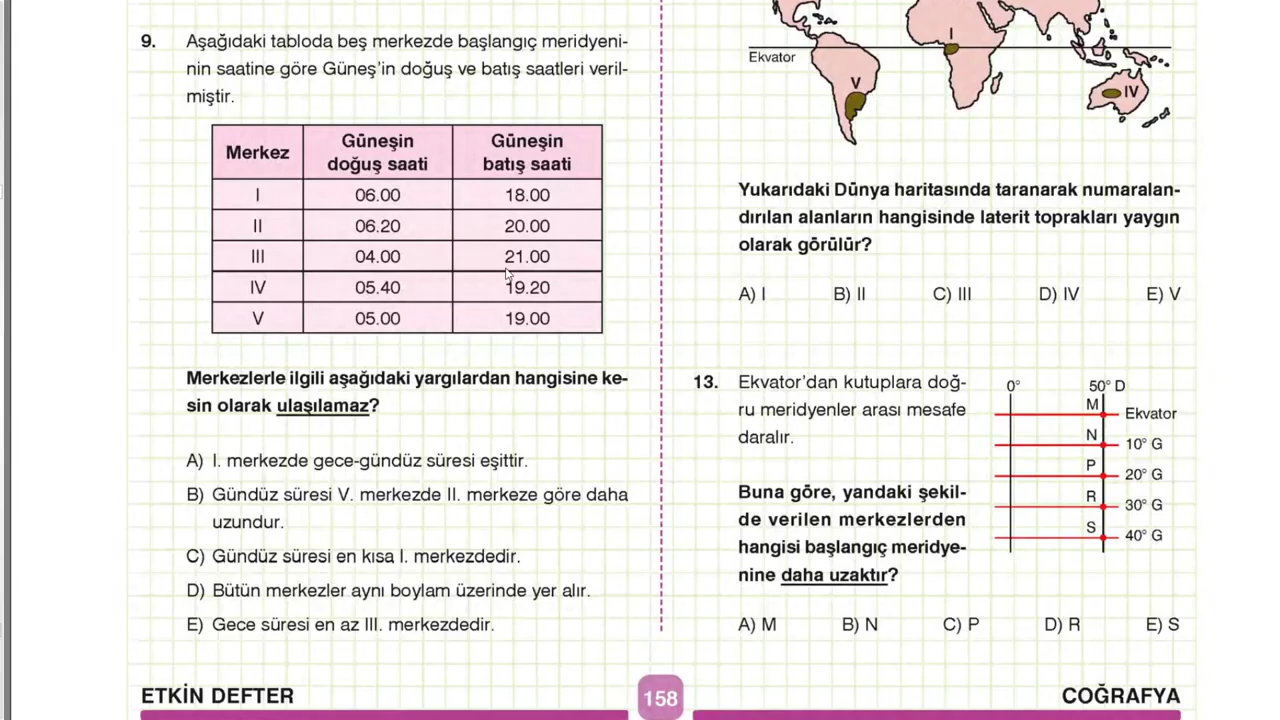 9. Aşağıdaki tabloda beş merkezde başlangıç meridyeni-
nin saatine göre Güneş'in doğuş ve batış saatleri veril-
miştir.
Merkez Güneşin doğuş saati Güneşin batış saati
I 06.00 18.00
II 06.20 20.00
III 04.00 21.00
IV 05.40 19.20
V 05.00 19.00
Merkezlerle ilgili aşağıdaki yargılardan hangisine ke-
sin olarak ulaşılamaz?
A) I. merkezde gece-gündüz süresi eşittir.
B) Gündüz süresi V. merkezde II. merkeze göre daha
uzundur.
C) Gündüz süresi en kısa I. merkezdedir.
D) Bütün merkezler aynı boylam üzerinde yer alır.
E) Gece süresi en az III. merkezdedir.
I
Ekvator
V
IV
Yukarıdaki Dünya haritasında taranarak numaralan-
dırılan alanların hangisinde laterit toprakları yaygın
olarak görülür?
A) I B) II C) III D) IV E) V
13. Ekvator'dan kutuplara doğ-
ru meridyenler arası mesafe
daralır.
Buna göre, yandaki şekil-
de verilen merkezlerden
hangisi başlangıç meridye-
nine daha uzaktır?
0° 50° D
M Ekvator
N 10° G
P 20° G
R 30° G
S 40° G
A) M B) N C) P D) R E) S
ETKİN DEFTER 158 COĞRAFYA